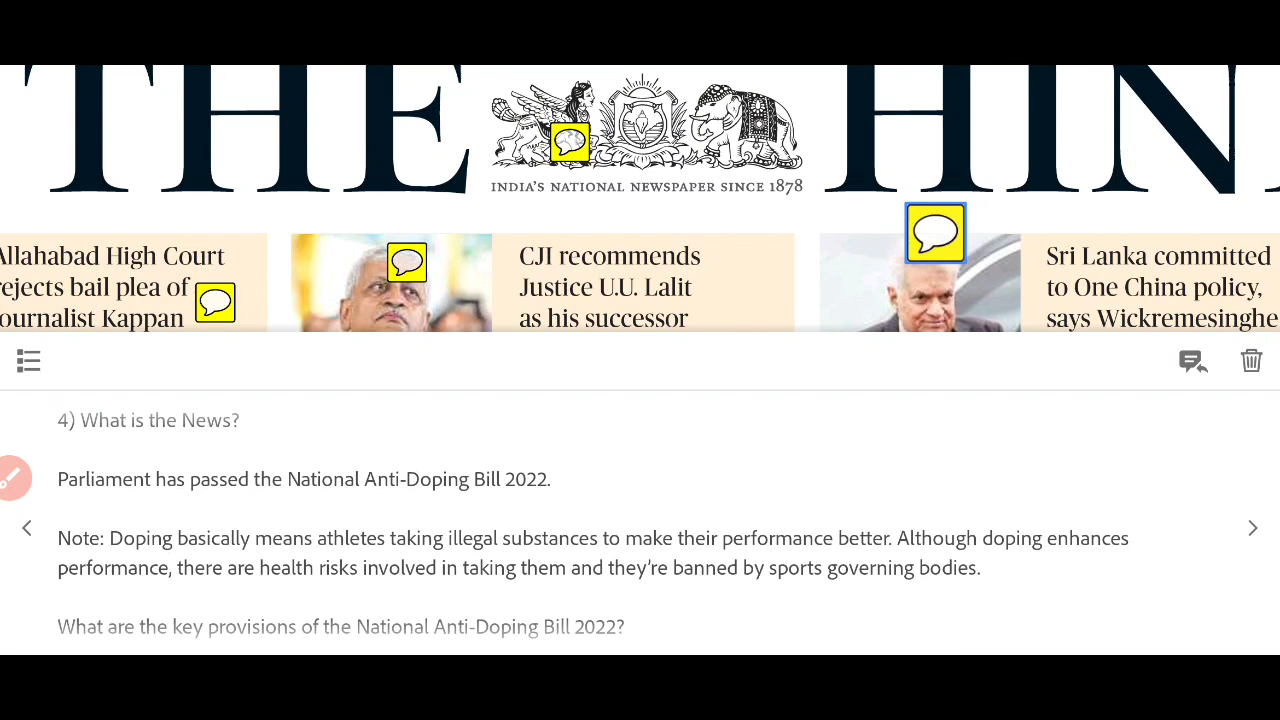 THE HIN
INDIA'S NATIONAL NEWSPAPER SINCE 1878
Allahabad High Court
rejects bail plea of
journalist Kappan
CJI recommends
Justice U.U. Lalit
as his successor
Sri Lanka committed
to One China policy,
says Wickremesinghe
4) What is the News?
Parliament has passed the National Anti-Doping Bill 2022.
Note: Doping basically means athletes taking illegal substances to make their performance better. Although doping enhances
performance, there are health risks involved in taking them and they're banned by sports governing bodies.
What are the key provisions of the National Anti-Doping Bill 2022?